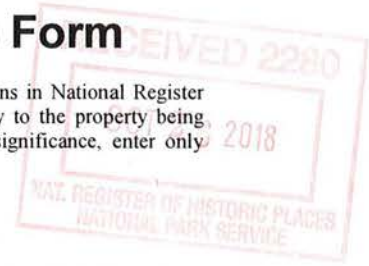 Form
RECEIVED 2280
ns in National Register
y to the property being
significance, enter only
OCT 2018
NAT. REGISTER OF HISTORIC PLACES
NATIONAL PARK SERVICE